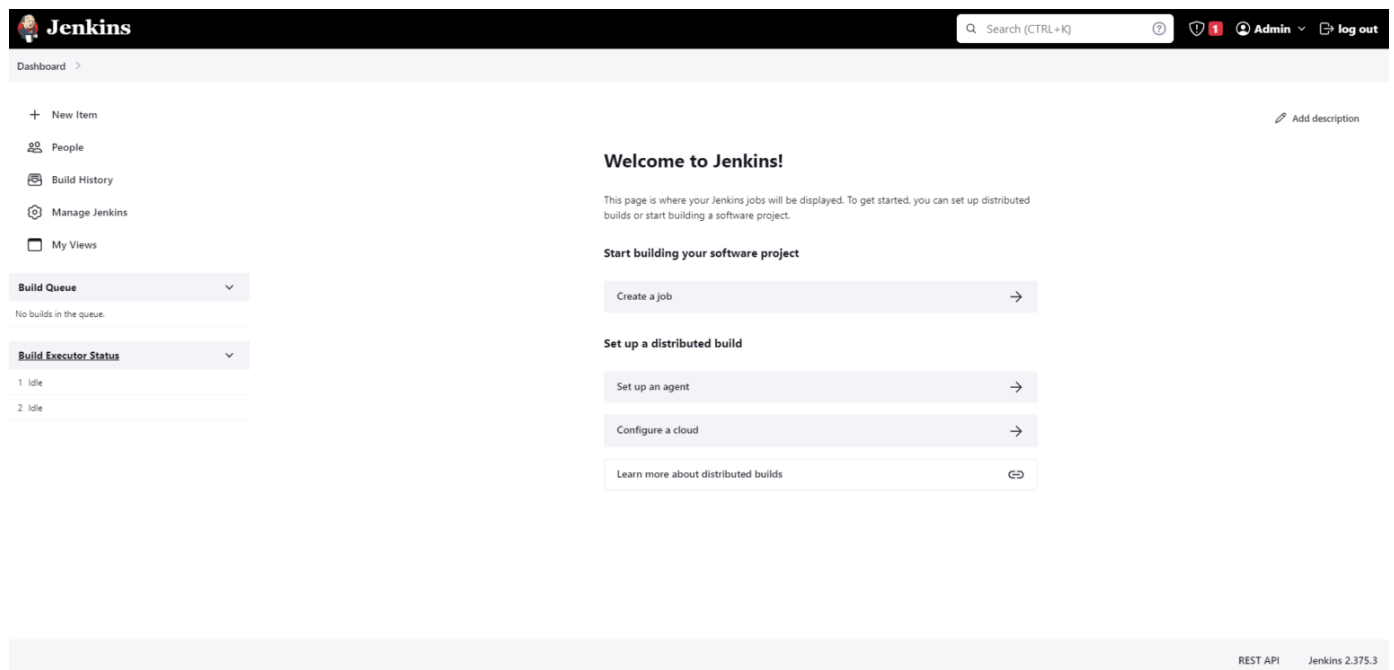 Jenkins
Search (CTRL+K)
1
Admin
log out
Dashboard
New Item
People
Build History
Manage Jenkins
My Views
Build Queue
No builds in the queue.
Build Executor Status
1 Idle
2 Idle
Add description
Welcome to Jenkins!
This page is where your Jenkins jobs will be displayed. To get started, you can set up distributed
builds or start building a software project.
Start building your software project
Create a job
Set up a distributed build
Set up an agent
Configure a cloud
Learn more about distributed builds
REST API
Jenkins 2.375.3